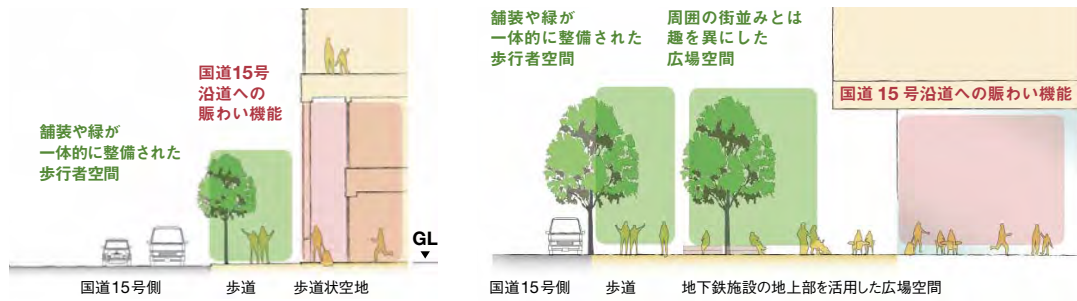 国道15号
沿道への
賑わい機能
舗装や緑が
一体的に整備された
歩行者空間
GL
国道15号側
歩道
歩道状空地
舗装や緑が
一体的に整備された
歩行者空間
周囲の街並みとは
趣を異にした
広場空間
国道15号沿道への賑わい機能
国道15号側
歩道
地下鉄施設の地上部を活用した広場空間